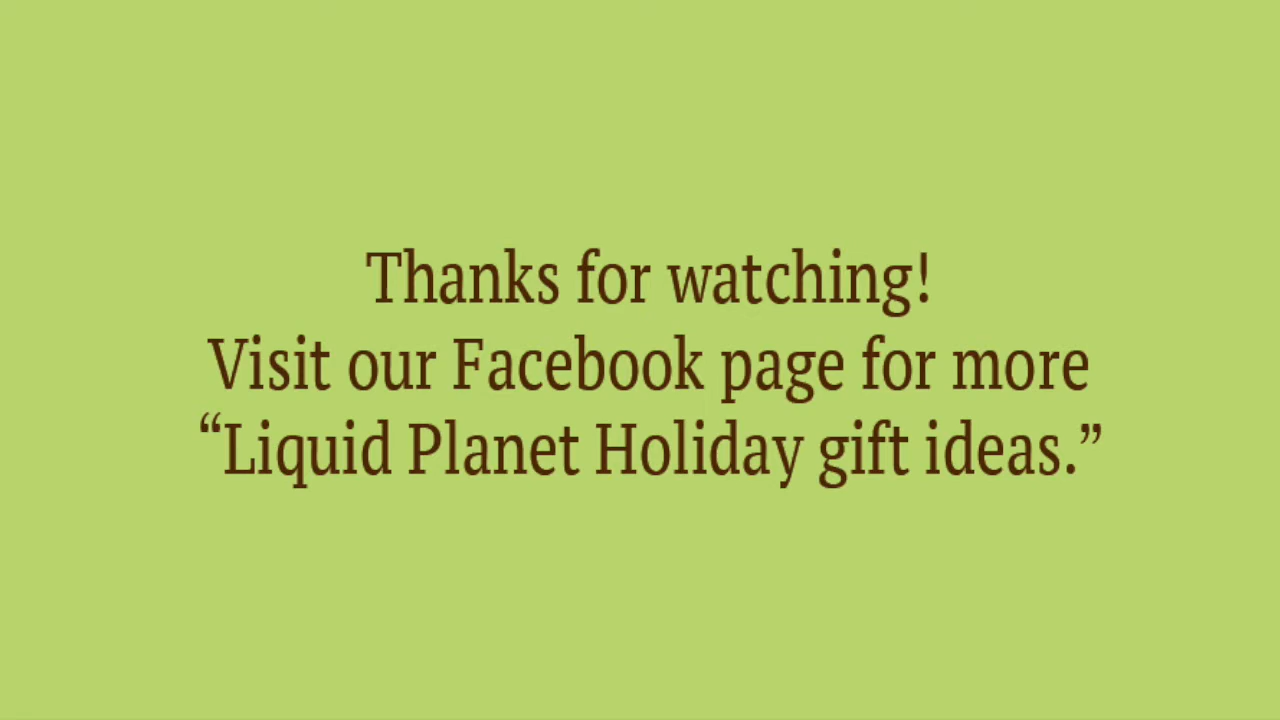 Thanks for watching!
Visit our Facebook page for more
“Liquid Planet Holiday gift ideas.”